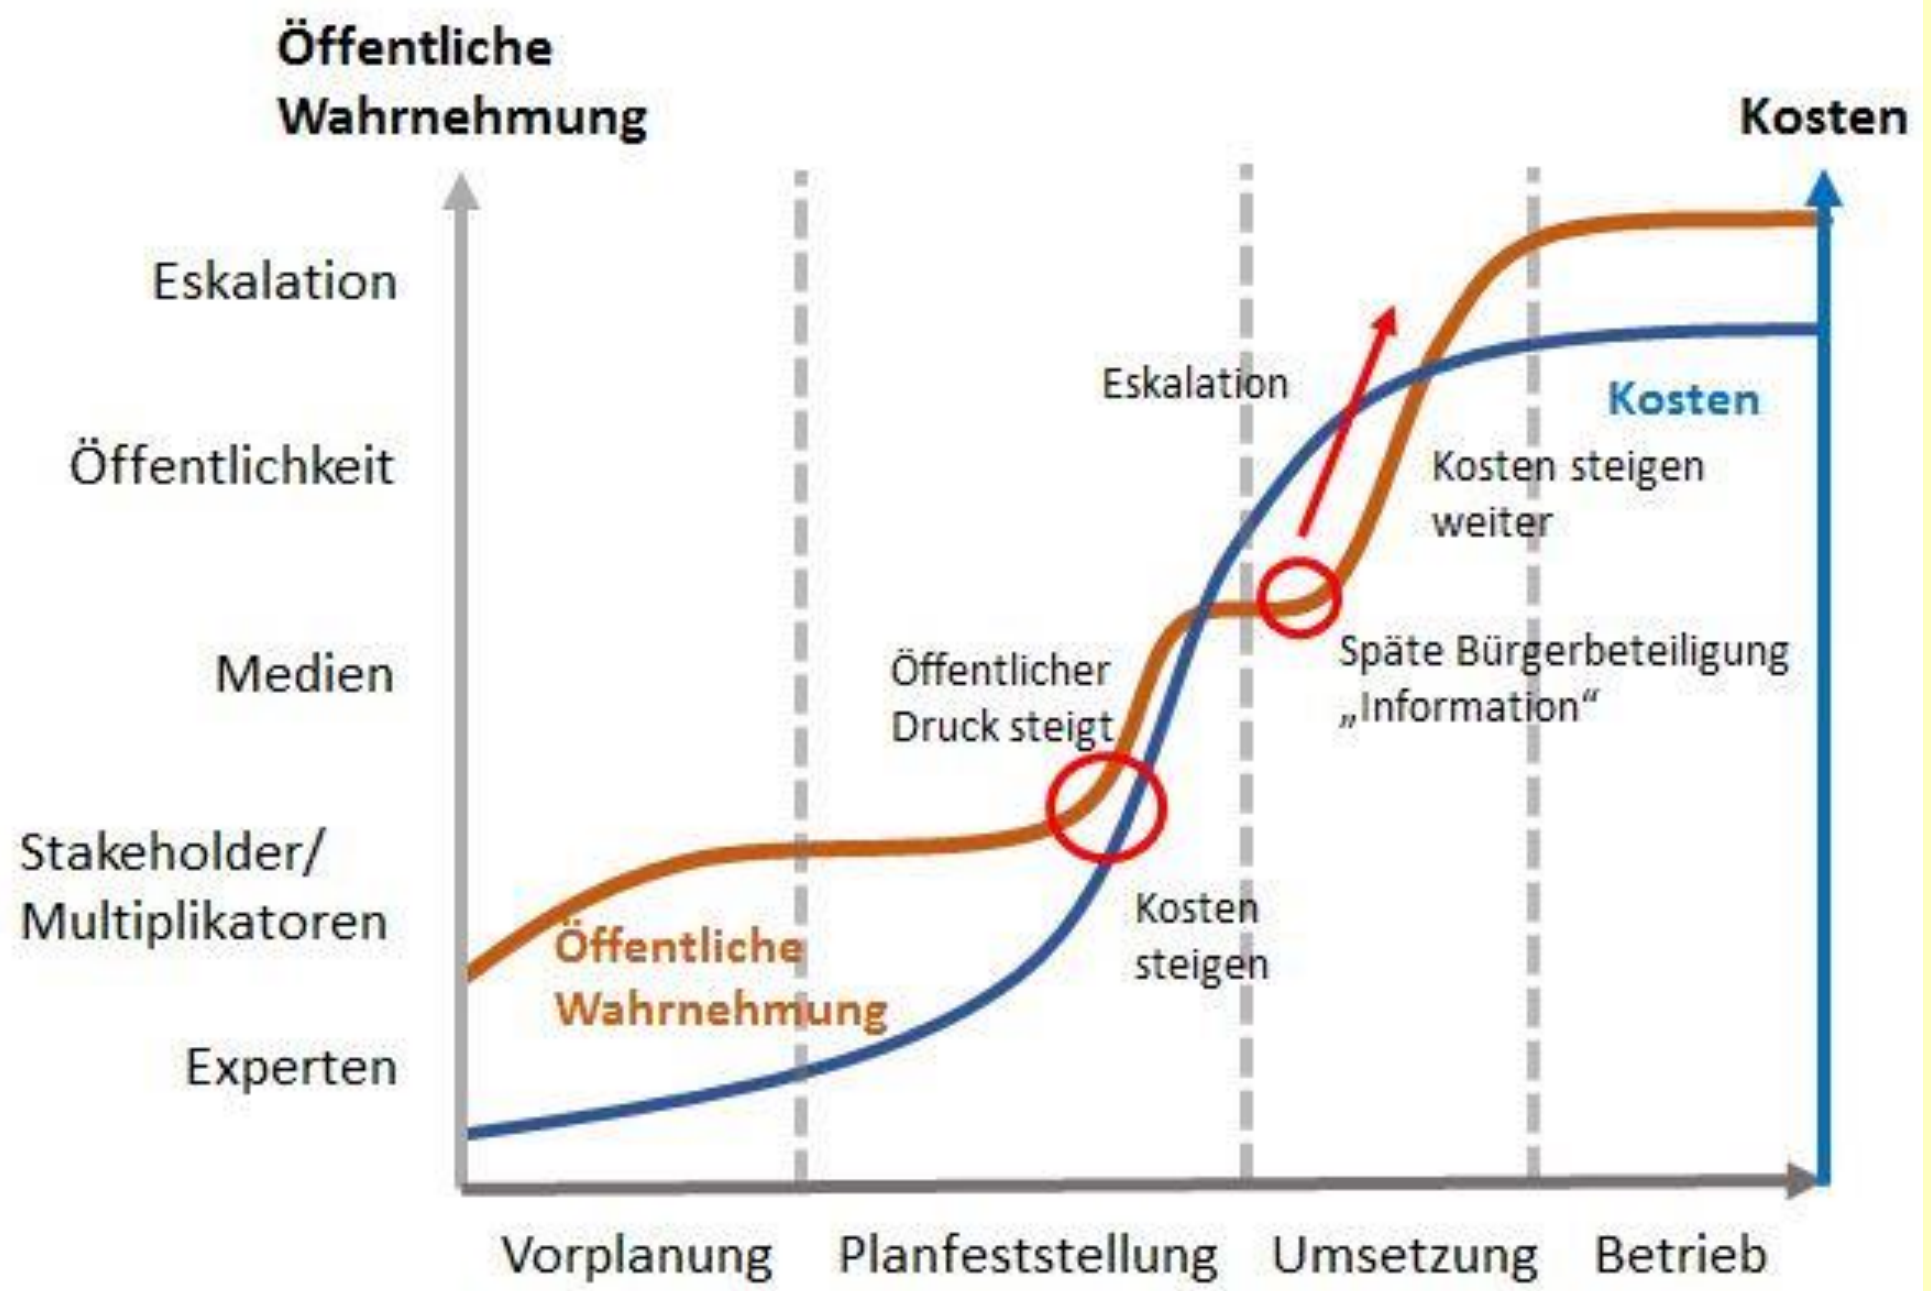 Öffentliche
Wahrnehmung
Kosten
Eskalation
Eskalation
Kosten
Öffentlichkeit
Kosten steigen
weiter
Medien
Öffentlicher
Druck steigt
Späte Bürgerbeteiligung
„Information“
Stakeholder/
Multiplikatoren
Kosten
steigen
Öffentliche
Wahrnehmung
Experten
Vorplanung
Planfeststellung
Umsetzung
Betrieb